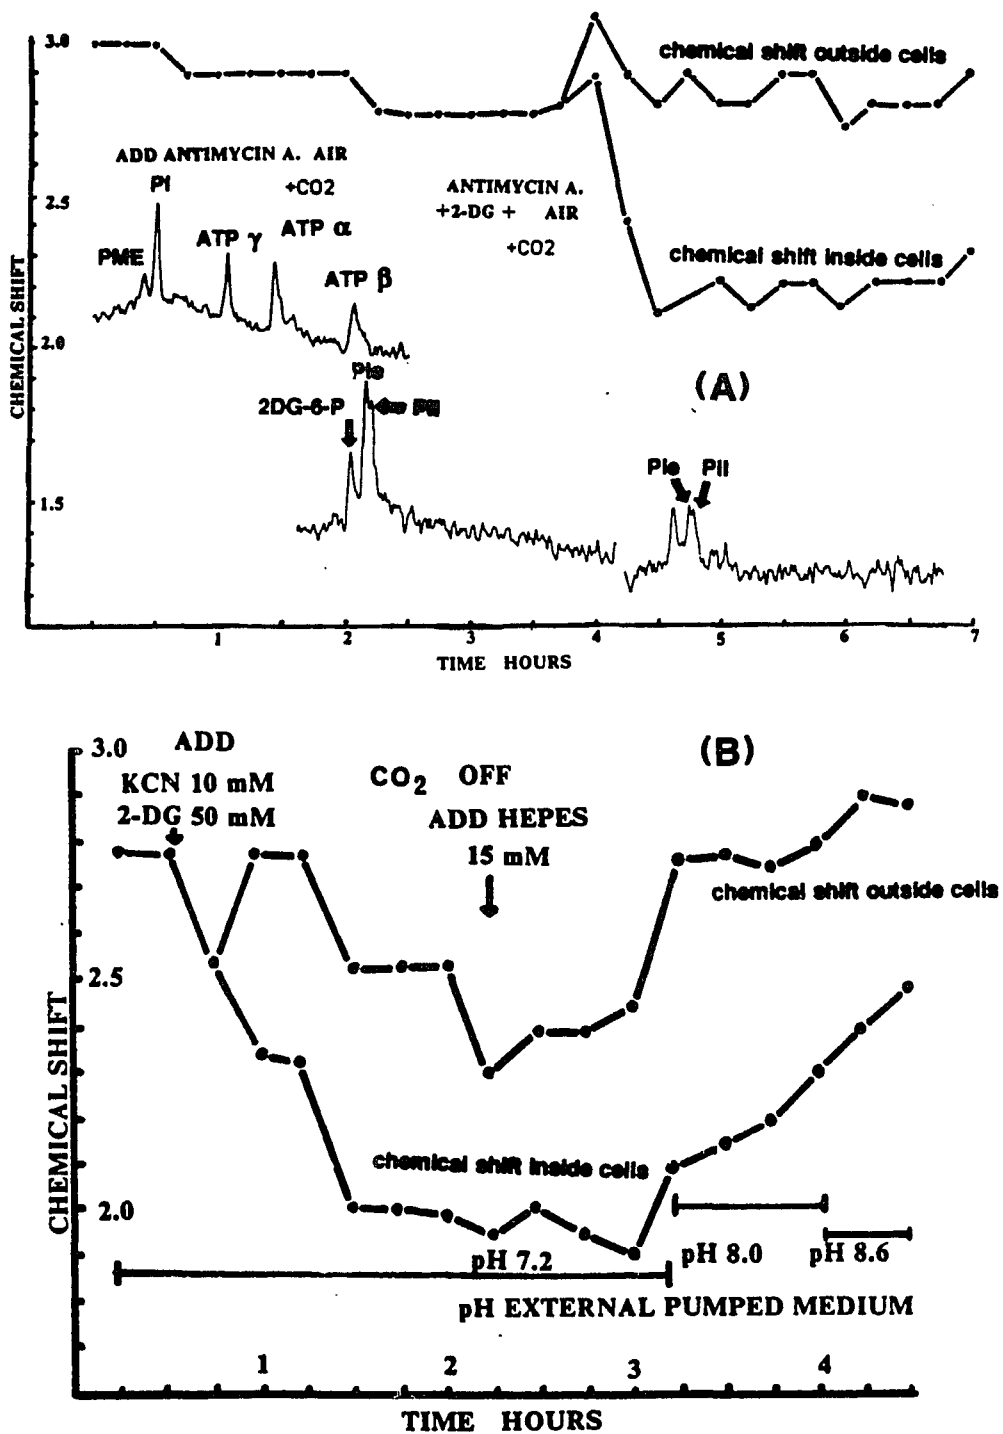 3.0
chemical shift outside cells
ADD ANTIMYCIN A. AIR
+CO2
PI
ANTIMYCIN A.
+2-DG + AIR
+CO2
2.5
ATP γ
ATP α
PME
chemical shift inside cells
ATP β
CHEMICAL SHIFT
2.0
(A)
PIe
2DG-6-P
PIe
PII
1.5
1
2
3
4
5
6
7
TIME HOURS
3.0
ADD
(B)
KCN 10 mM
2-DG 50 mM
CO2 OFF
ADD HEPES
15 mM
chemical shift outside cells
2.5
CHEMICAL SHIFT
chemical shift inside cells
2.0
pH 7.2
pH 8.0
pH 8.6
pH EXTERNAL PUMPED MEDIUM
1
2
3
4
TIME HOURS